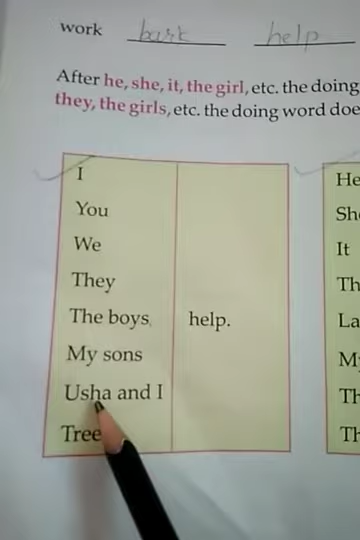 work bark help
After he, she, it, the girl, etc. the doing
they, the girls, etc. the doing word doe
I
You
We
They
The boys
help.
My sons
Usha and I
Tree
He
Sh
It
Th
La
M
Th
Th